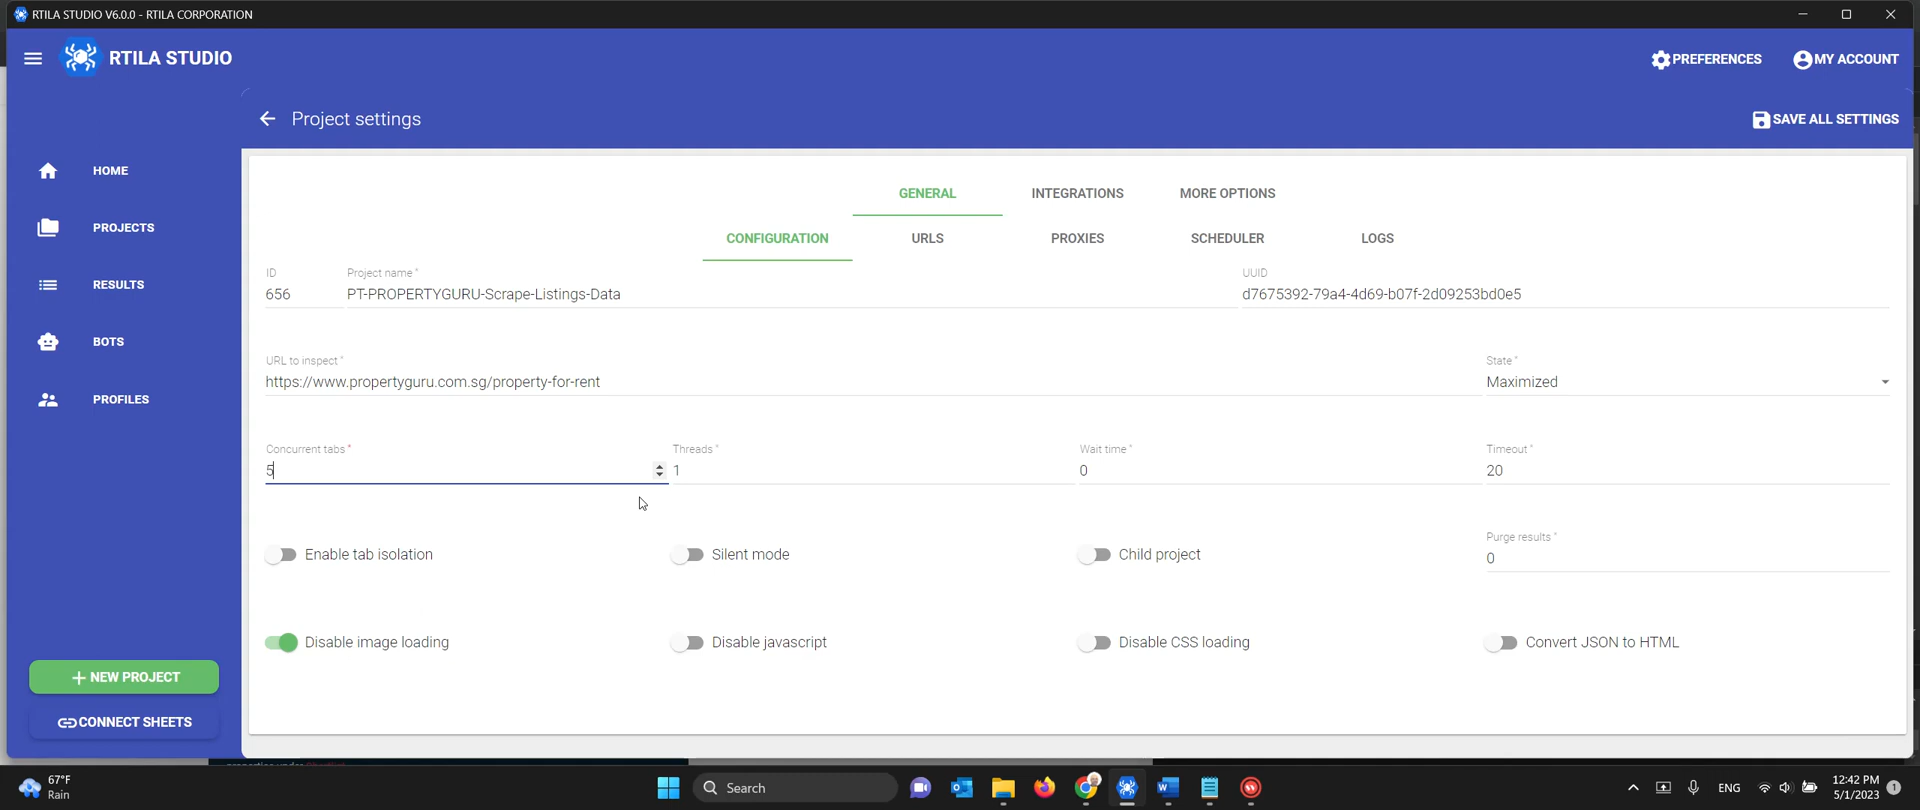 RTILA STUDIO V6.0.0 - RTILA CORPORATION
RTILA STUDIO
PREFERENCES
MY ACCOUNT
Project settings
SAVE ALL SETTINGS
HOME
PROJECTS
RESULTS
BOTS
PROFILES
NEW PROJECT
CONNECT SHEETS
GENERAL
INTEGRATIONS
MORE OPTIONS
CONFIGURATION
URLS
PROXIES
SCHEDULER
LOGS
ID
656
Project name *
PT-PROPERTYGURU-Scrape-Listings-Data
UUID
d7675392-79a4-4d69-b07f-2d09253bd0e5
URL to inspect *
https://www.propertyguru.com.sg/property-for-rent
State *
Maximized
Concurrent tabs *
5
Threads *
1
Wait time *
0
Timeout *
20
Enable tab isolation
Silent mode
Child project
Purge results *
0
Disable image loading
Disable javascript
Disable CSS loading
Convert JSON to HTML
67°F
Rain
Search
ENG
12:42 PM
5/1/2023
1